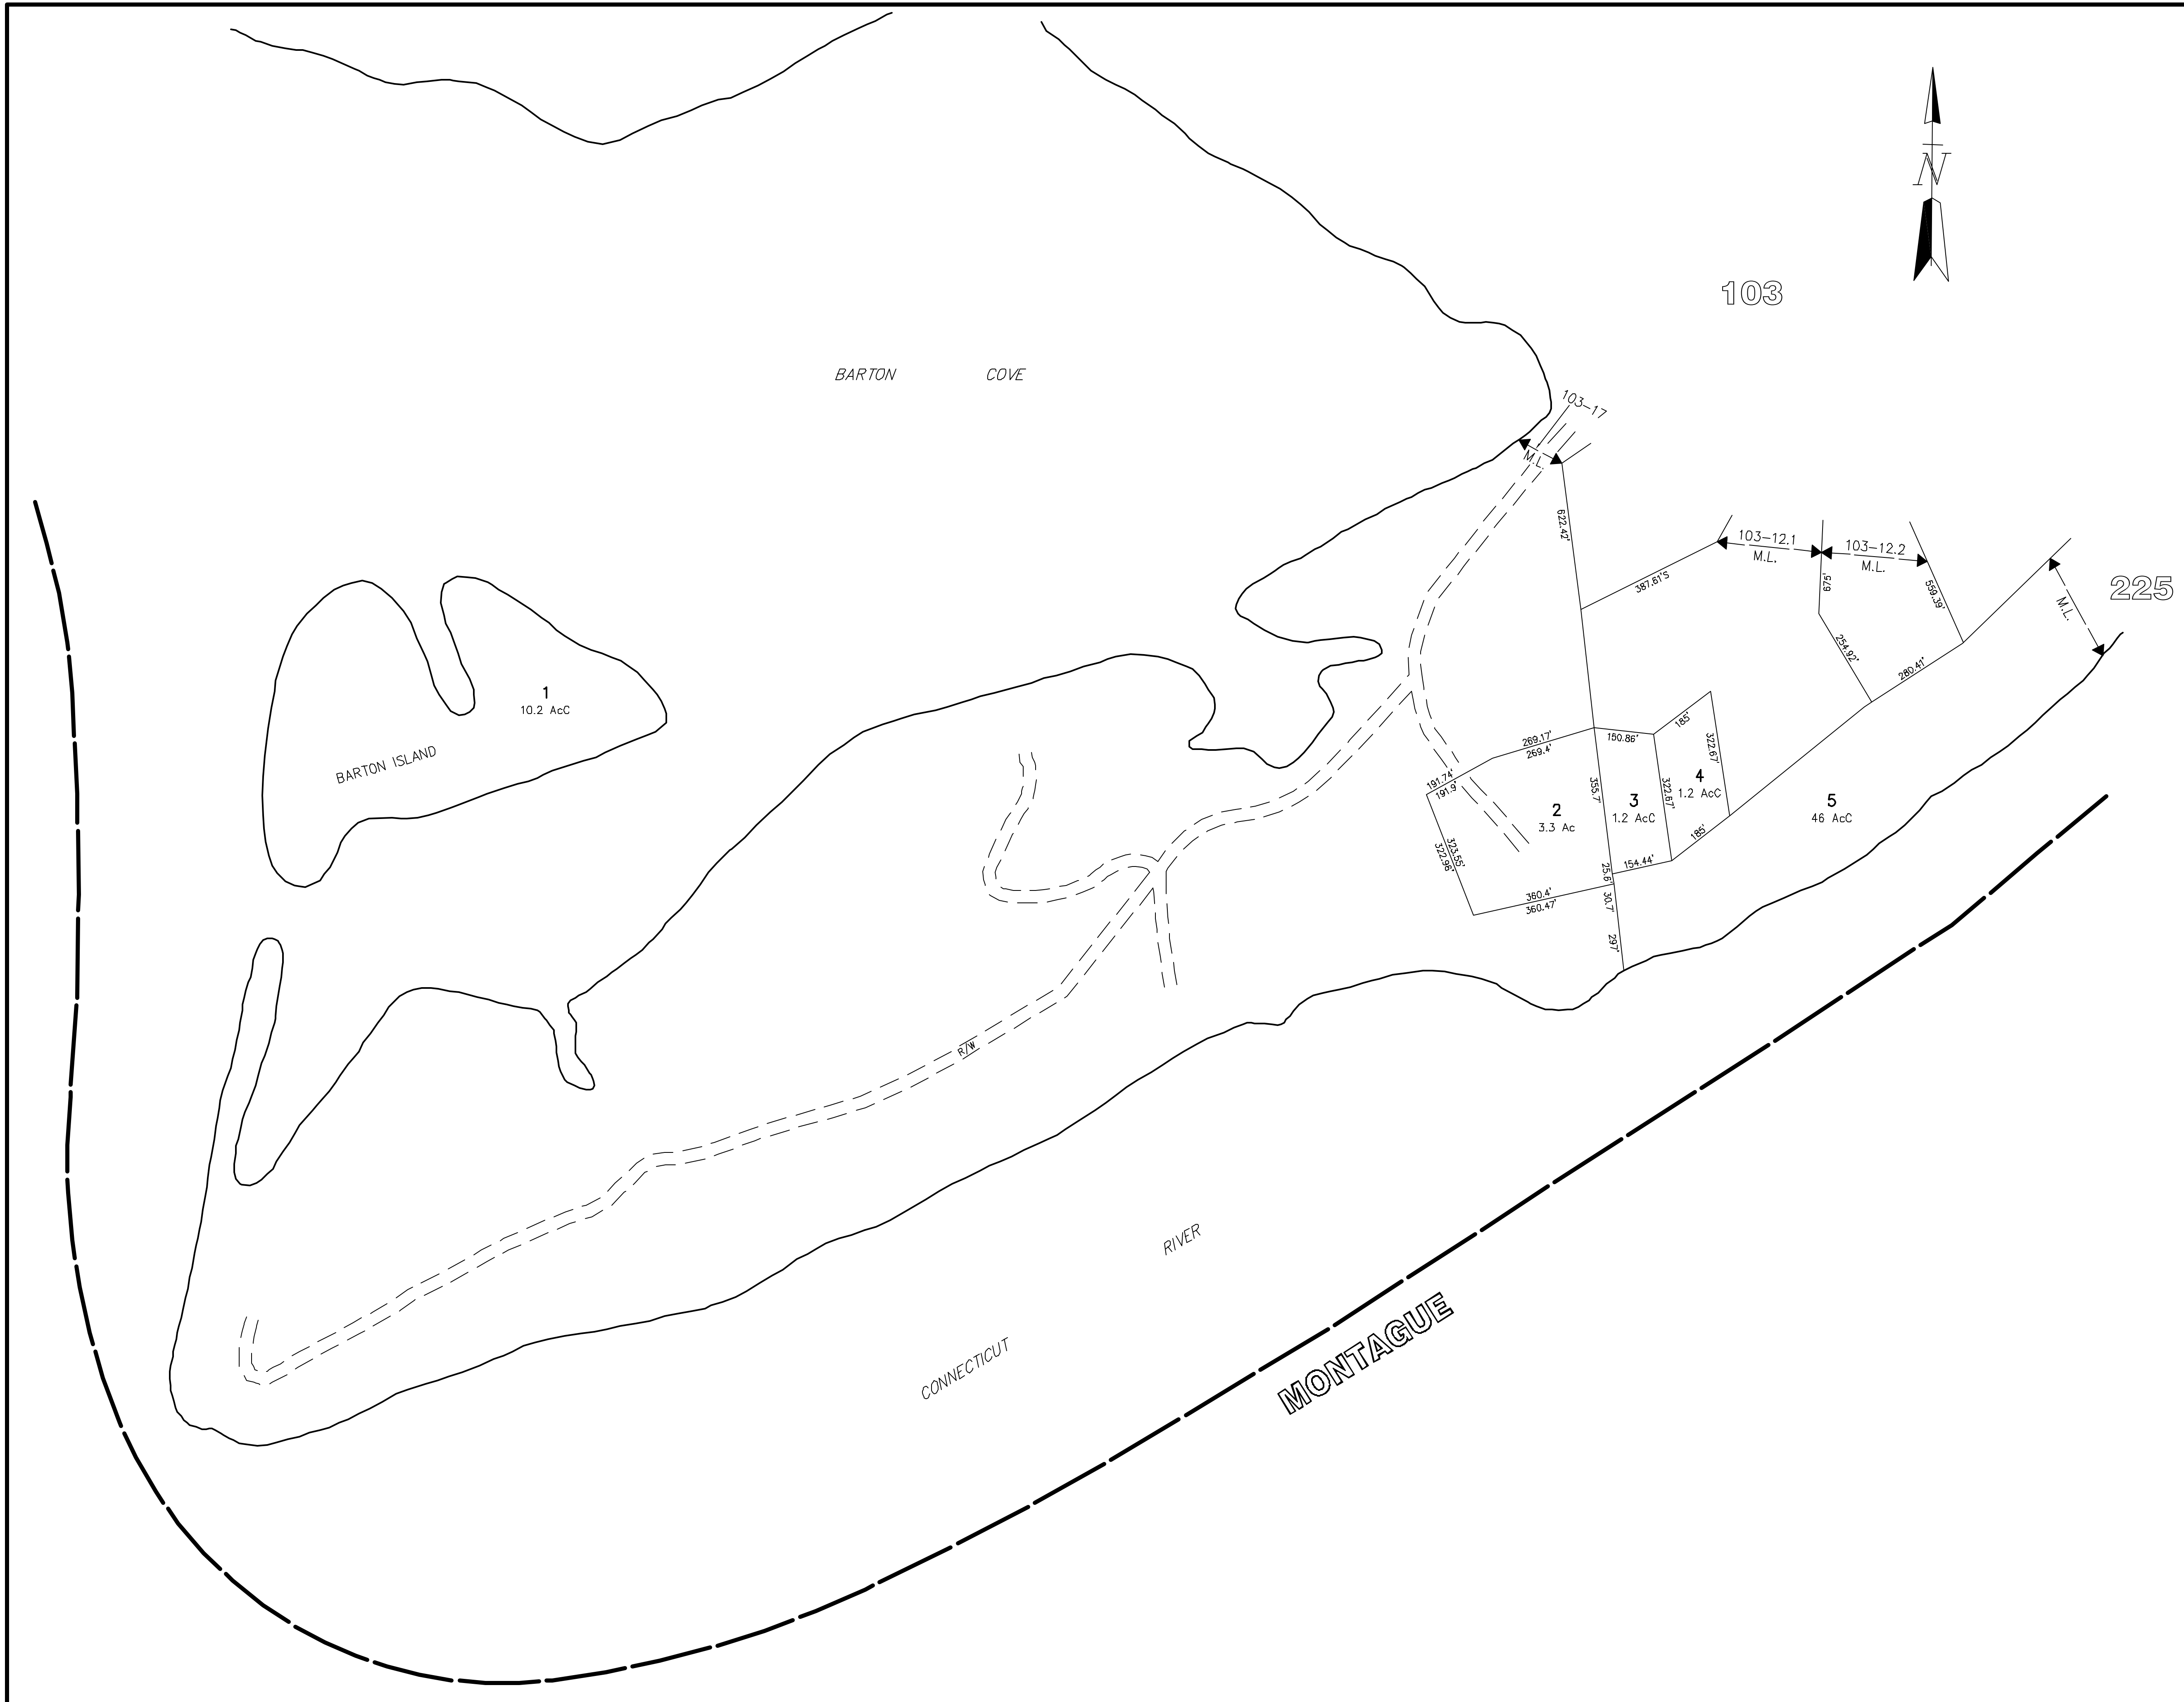 N
103
BARTON COVE
103-17
M.L.
622.42'
103-12.1
M.L.
103-12.2
M.L.
387.61'S
675'
559.39'
M.L.
225
254.92'
280.41'
1
10.2 AcC
BARTON ISLAND
269.17'
269.4'
150.86'
185'
322.67'
191.74'
191.9'
355.7'
322.67'
4
1.2 AcC
2
3.3 Ac
3
1.2 AcC
5
46 AcC
185'
323.55'
322.98'
154.44'
25.6'
360.4'
360.47'
30.7'
297'
R/W
RIVER
CONNECTICUT
MONTAGUE